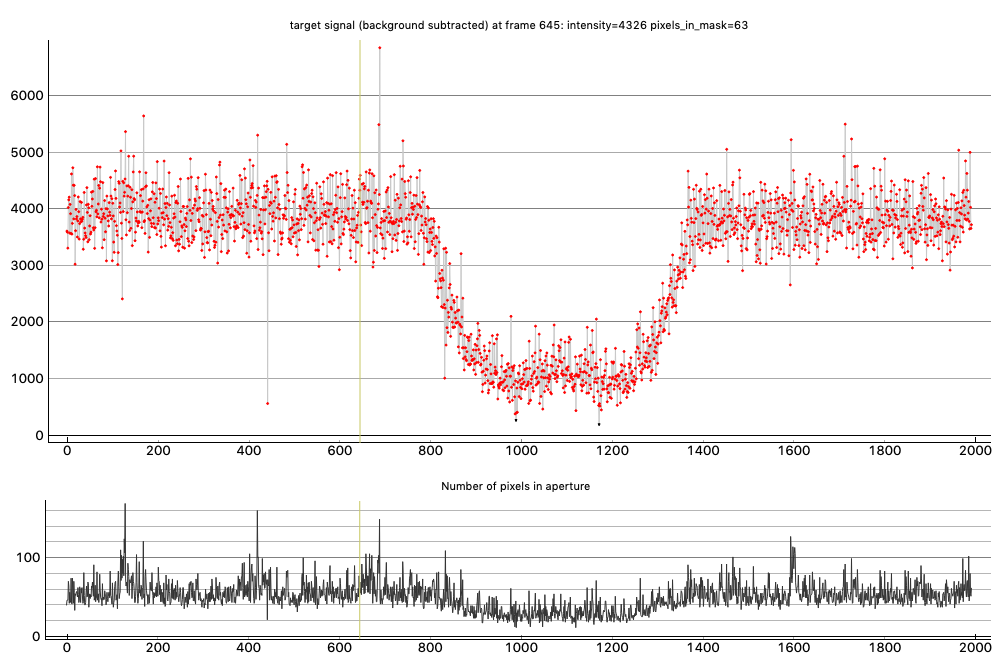 target signal (background subtracted) at frame 645: intensity=4326 pixels_in_mask=63
6000
5000
4000
3000
2000
1000
0
0 200 400 600 800 1000 1200 1400 1600 1800 2000
Number of pixels in aperture
100
0
0 200 400 600 800 1000 1200 1400 1600 1800 2000